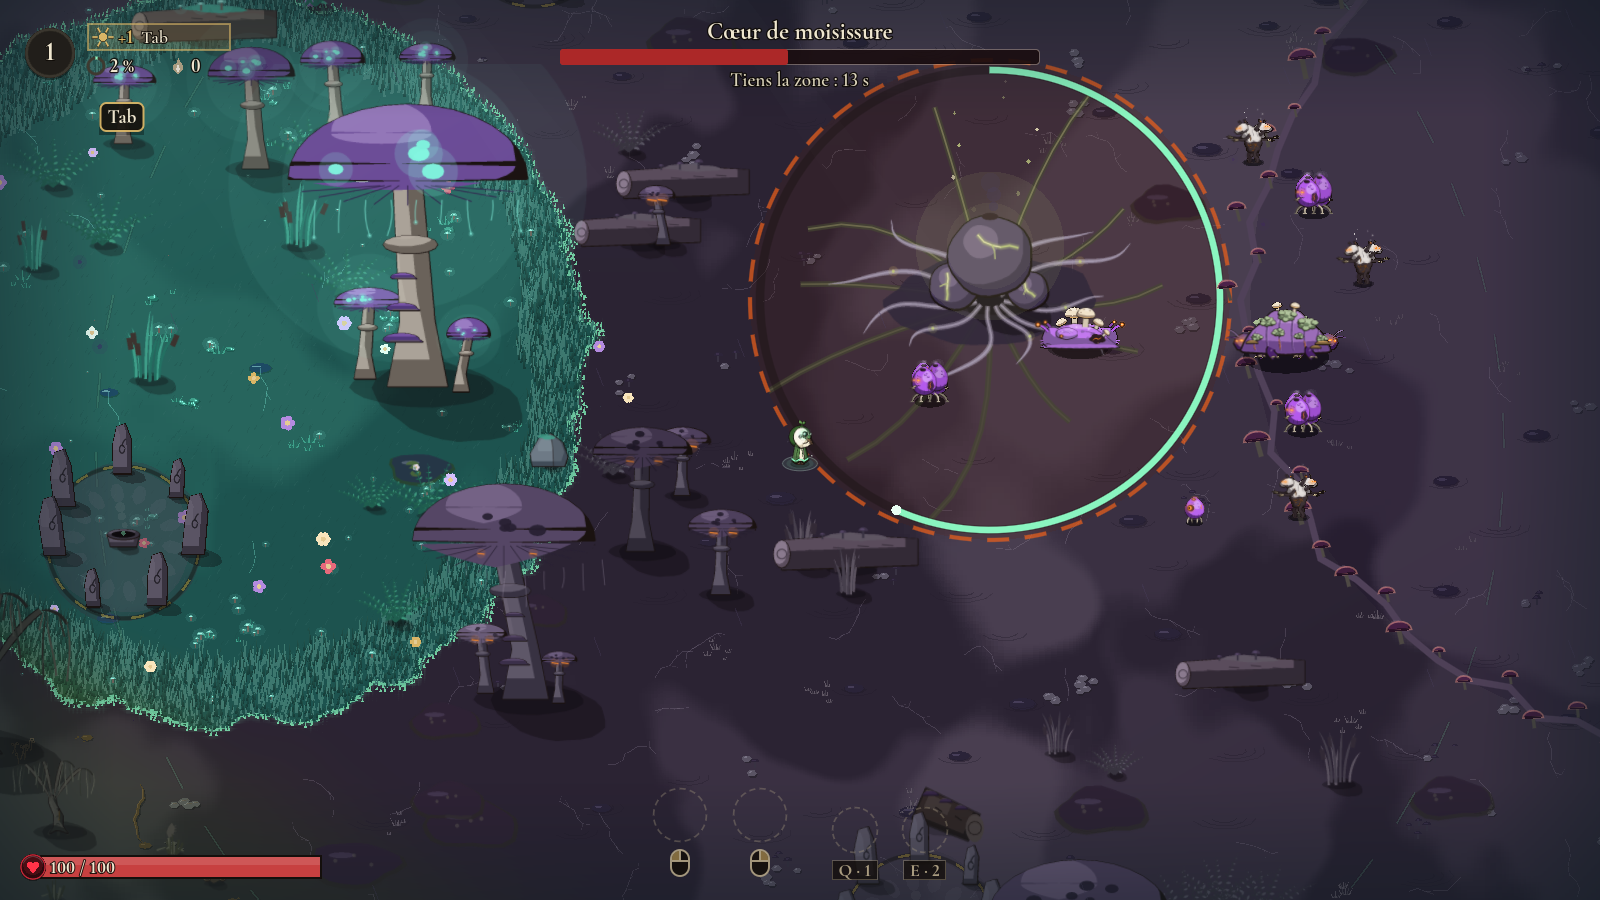 Cœur de moisissure
1
+1 Tab
2 %
0
Tiens la zone : 13 s
Tab
100 / 100
Q · 1
E · 2